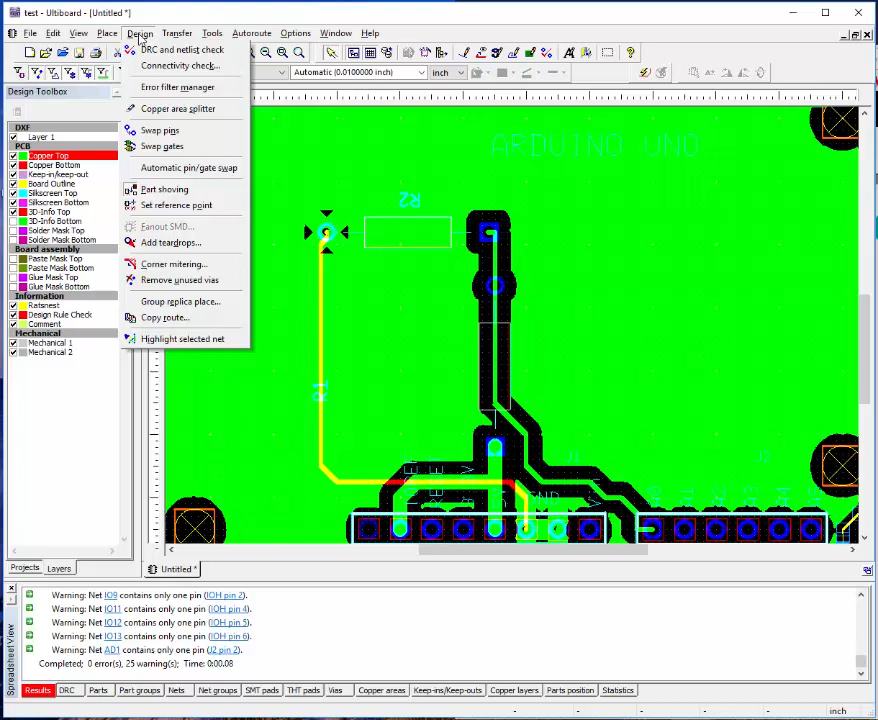 test - Ultiboard - [Untitled *]
File Edit View Place Design Transfer Tools Autoroute Options Window Help
Automatic (0.0100000 inch) inch
Design Toolbox
DXF
Layer 1
PCB
Copper Top
Copper Bottom
Keep-in/keep-out
Board Outline
Silkscreen Top
Silkscreen Bottom
3D-Info Top
3D-Info Bottom
Solder Mask Top
Solder Mask Bottom
Board assembly
Paste Mask Top
Paste Mask Bottom
Glue Mask Top
Glue Mask Bottom
Information
Ratsnest
Design Rule Check
Comment
Mechanical
Mechanical 1
Mechanical 2
DRC and netlist check
Connectivity check...
Error filter manager
Copper area splitter
Swap pins
Swap gates
Automatic pin/gate swap
Part shoving
Set reference point
Fanout SMD...
Add teardrops...
Corner mitering...
Remove unused vias
Group replica place...
Copy route...
Highlight selected net
ARDUINO UNO
R2
R1
GND
A0 A1 A2 A3 A4 A5
Projects Layers
Untitled *
Warning: Net IO9 contains only one pin (IOH pin 2).
Warning: Net IO11 contains only one pin (IOH pin 4).
Warning: Net IO12 contains only one pin (IOH pin 5).
Warning: Net IO13 contains only one pin (IOH pin 6).
Warning: Net AD1 contains only one pin (J2 pin 2).
Completed; 0 error(s), 25 warning(s); Time: 0:00.08
Spreadsheet View
Results DRC Parts Part groups Nets Net groups SMT pads THT pads Vias Copper areas Keep-ins/Keep-outs Copper layers Parts position Statistics
- - - inch